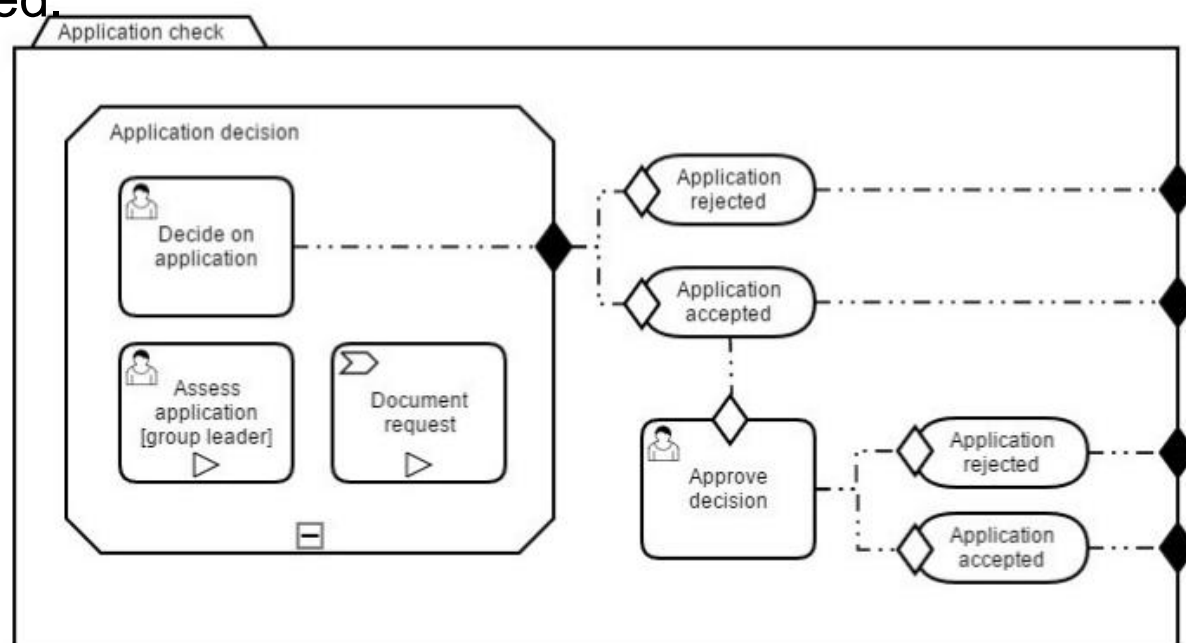 ed.
Application check
Application decision
Decide on
application
Assess
application
[group leader]
Document
request
Application
rejected
Application
accepted
Approve
decision
Application
rejected
Application
accepted